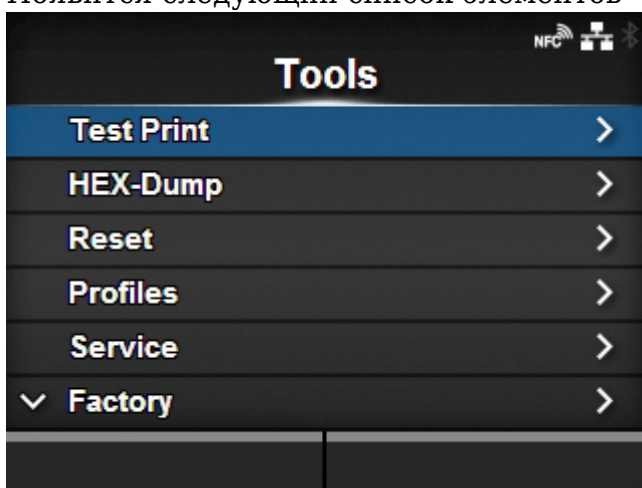 Появится следующий список элементов
NFC
Tools
Test Print
HEX-Dump
Reset
Profiles
Service
Factory